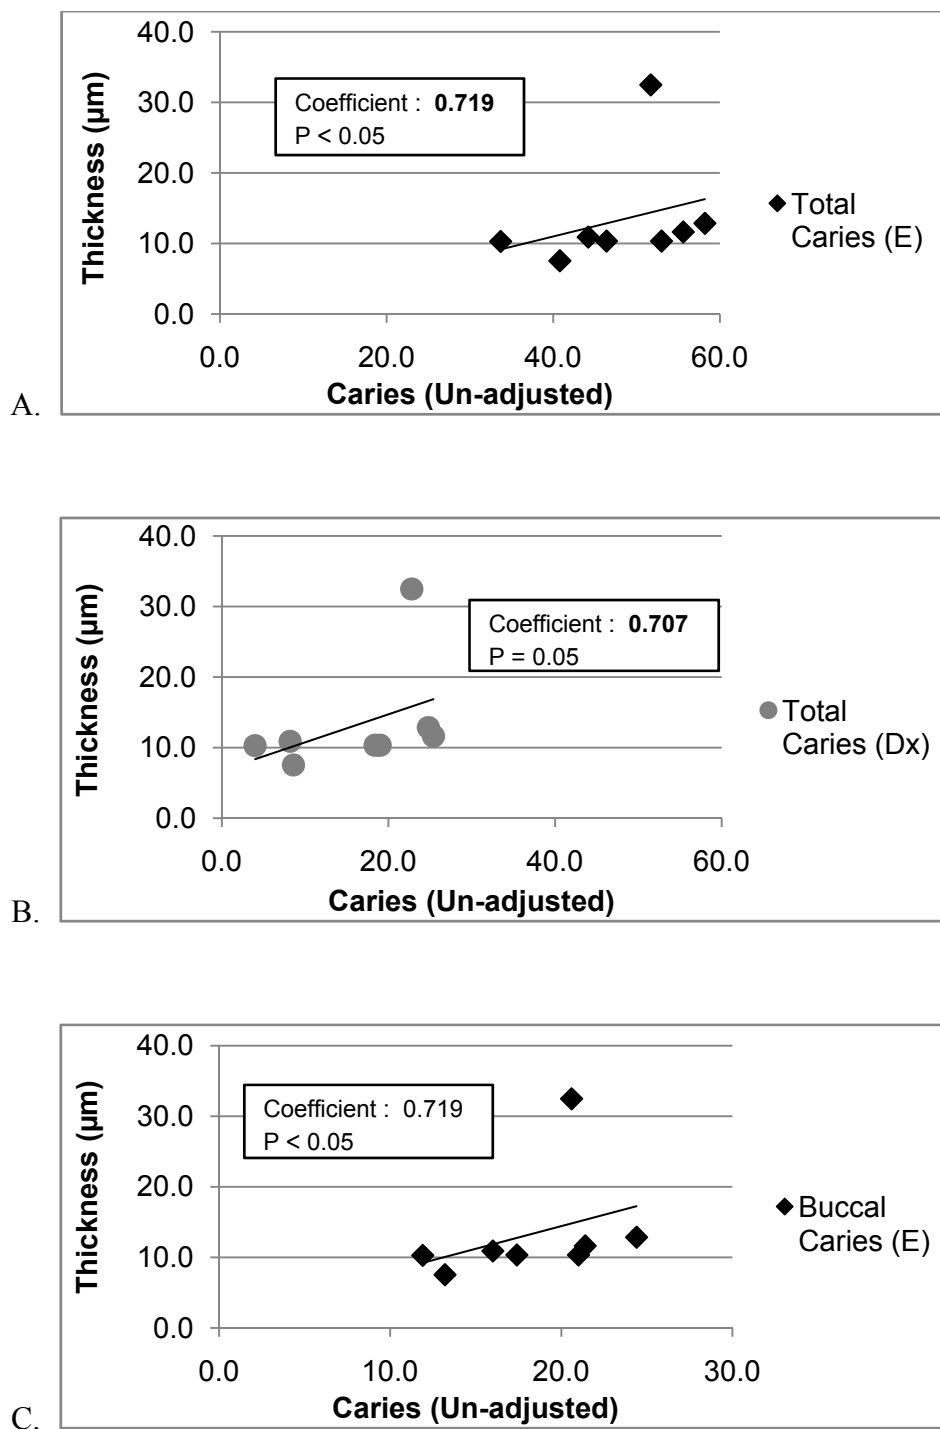 40.0
30.0
20.0
10.0
0.0
Thickness (µm)
Coefficient : 0.719
P < 0.05
Total
Caries (E)
0.0 20.0 40.0 60.0
Caries (Un-adjusted)
A.
40.0
30.0
20.0
10.0
0.0
Thickness (µm)
Coefficient : 0.707
P = 0.05
Total
Caries (Dx)
0.0 20.0 40.0 60.0
Caries (Un-adjusted)
B.
40.0
30.0
20.0
10.0
0.0
Thickness (µm)
Coefficient : 0.719
P < 0.05
Buccal
Caries (E)
0.0 10.0 20.0 30.0
Caries (Un-adjusted)
C.